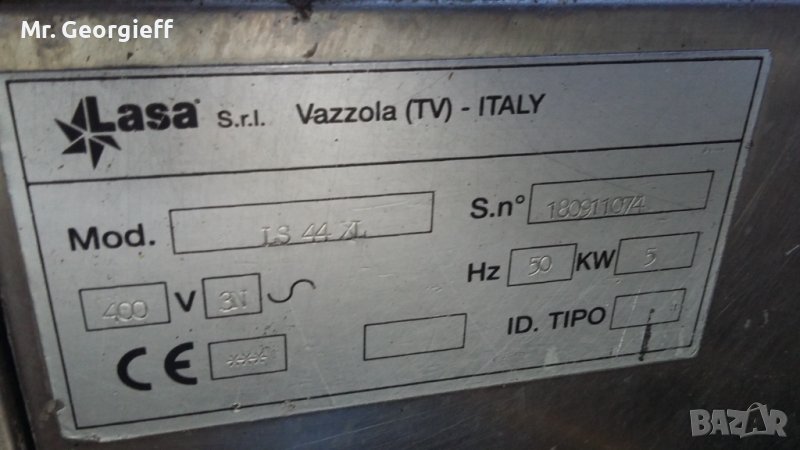 Mr. Georgieff
Lasa S.r.l. Vazzola (TV) - ITALY
Mod. LS 44 XL S.n° 180911074
400 V 3N Hz 50 KW 5
CE **** ID. TIPO
BAZAR